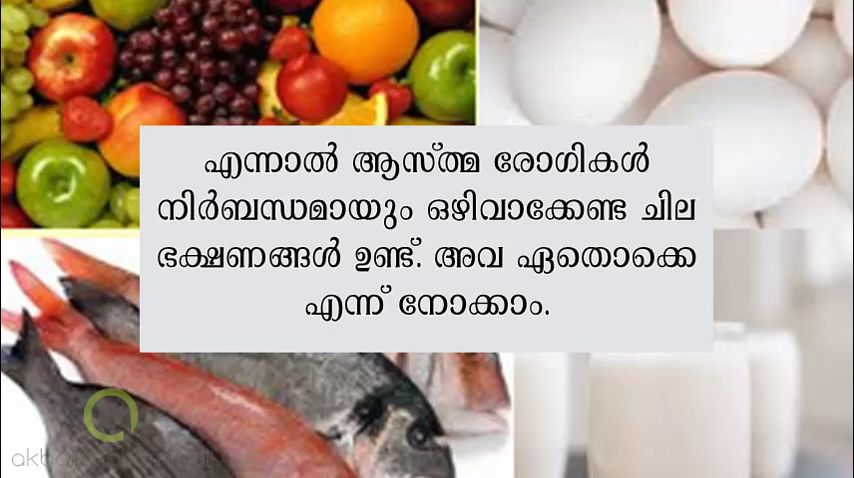 എന്നാൽ ആസ്ത്മ രോഗികൾ
നിർബന്ധമായും ഒഴിവാക്കേണ്ട ചില
ഭക്ഷണങ്ങൾ ഉണ്ട്. അവ ഏതൊക്കെ
എന്ന് നോക്കാം.